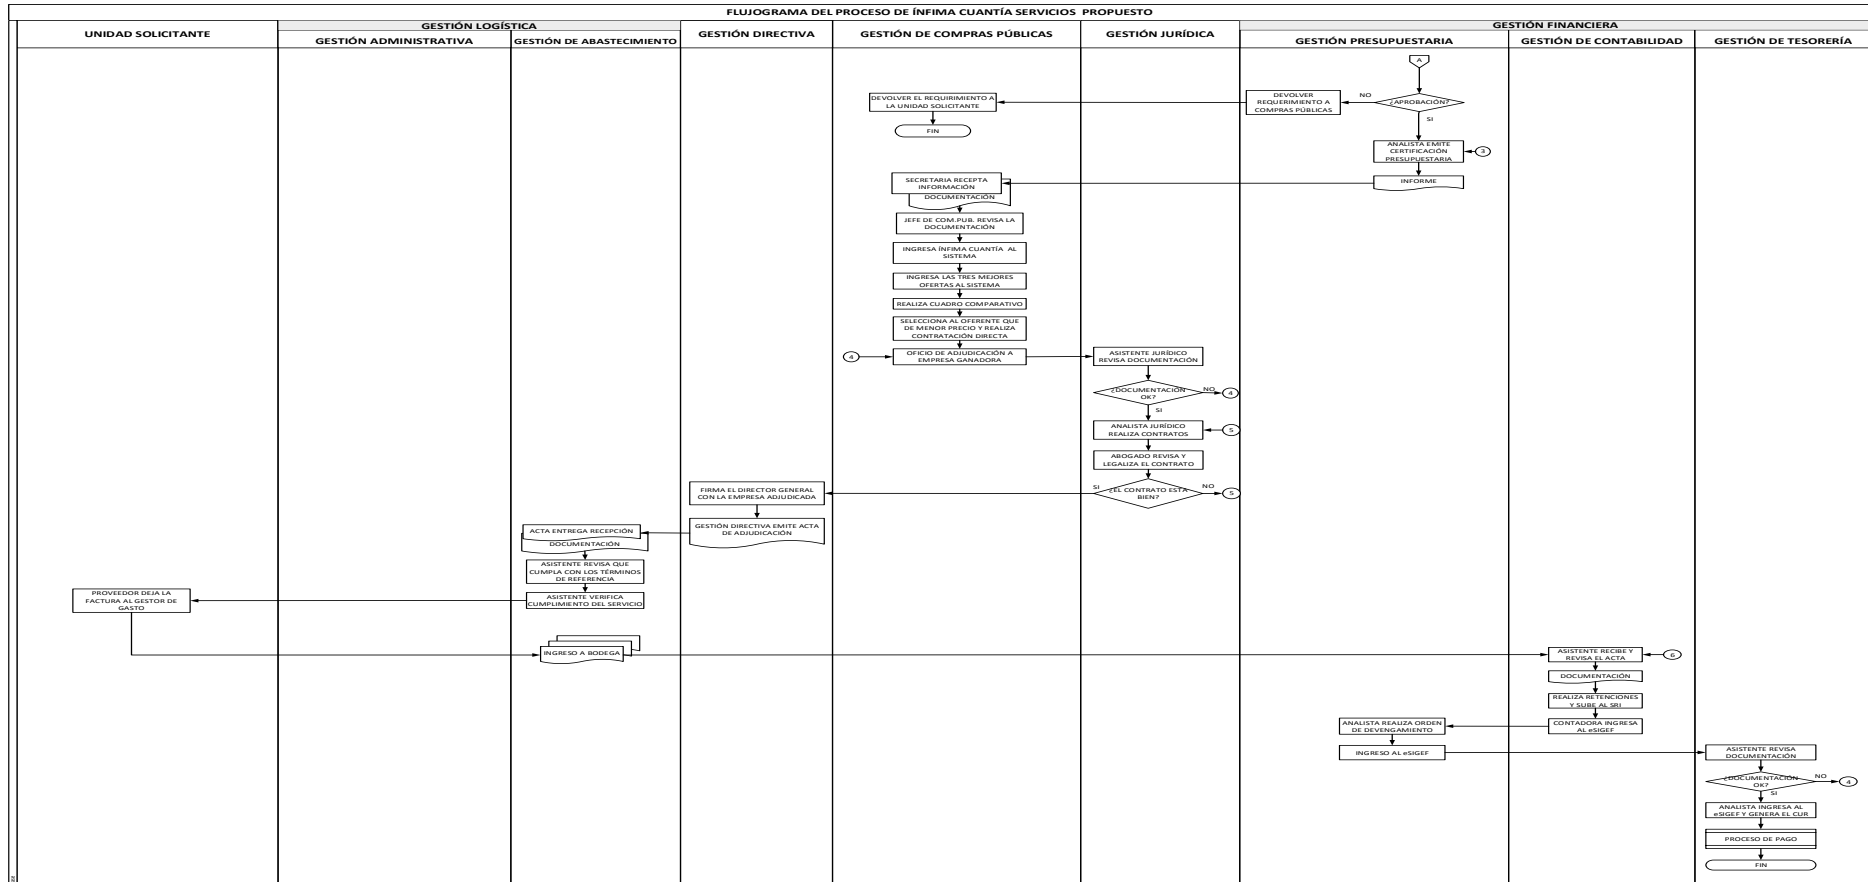 FLUJOGRAMA DEL PROCESO DE ÍNFIMA CUANTÍA SERVICIOS PROPUESTO
UNIDAD SOLICITANTE
GESTIÓN LOGÍSTICA
GESTIÓN ADMINISTRATIVA
GESTIÓN DE ABASTECIMIENTO
GESTIÓN DIRECTIVA
GESTIÓN DE COMPRAS PÚBLICAS
GESTIÓN JURÍDICA
GESTIÓN FINANCIERA
GESTIÓN PRESUPUESTARIA
GESTIÓN DE CONTABILIDAD
GESTIÓN DE TESORERÍA
A
¿APROBACIÓN?
NO
SI
DEVOLVER
REQUERIMIENTO A
COMPRAS PÚBLICAS
DEVOLVER EL REQUIRIMIENTO A
LA UNIDAD SOLICITANTE
FIN
ANALISTA EMITE
CERTIFICACIÓN
PRESUPUESTARIA
3
INFORME
SECRETARIA RECEPTA
INFORMACIÓN
DOCUMENTACIÓN
JEFE DE COM.PUB. REVISA LA
DOCUMENTACIÓN
INGRESA ÍNFIMA CUANTÍA AL
SISTEMA
INGRESA LAS TRES MEJORES
OFERTAS AL SISTEMA
REALIZA CUADRO COMPARATIVO
SELECCIONA AL OFERENTE QUE
DE MENOR PRECIO Y REALIZA
CONTRATACIÓN DIRECTA
4
OFICIO DE ADJUDICACIÓN A
EMPRESA GANADORA
ASISTENTE JURÍDICO
REVISA DOCUMENTACIÓN
¿DOCUMENTACIÓN
OK?
NO
4
SI
ANALISTA JURÍDICO
REALIZA CONTRATOS
5
ABOGADO REVISA Y
LEGALIZA EL CONTRATO
SI
¿EL CONTRATO ESTA
BIEN?
NO
5
FIRMA EL DIRECTOR GENERAL
CON LA EMPRESA ADJUDICADA
GESTIÓN DIRECTIVA EMITE ACTA
DE ADJUDICACIÓN
ACTA ENTREGA RECEPCIÓN
DOCUMENTACIÓN
ASISTENTE REVISA QUE
CUMPLA CON LOS TÉRMINOS
DE REFERENCIA
ASISTENTE VERIFICA
CUMPLIMIENTO DEL SERVICIO
PROVEEDOR DEJA LA
FACTURA AL GESTOR DE
GASTO
INGRESO A BODEGA
ASISTENTE RECIBE Y
REVISA EL ACTA
6
DOCUMENTACIÓN
REALIZA RETENCIONES
Y SUBE AL SRI
CONTADORA INGRESA
AL eSIGEF
ANALISTA REALIZA ORDEN
DE DEVENGAMIENTO
INGRESO AL eSIGEF
ASISTENTE REVISA
DOCUMENTACIÓN
¿DOCUMENTACIÓN
OK?
NO
4
SI
ANALISTA INGRESA AL
eSIGEF Y GENERA EL CUR
PROCESO DE PAGO
FIN